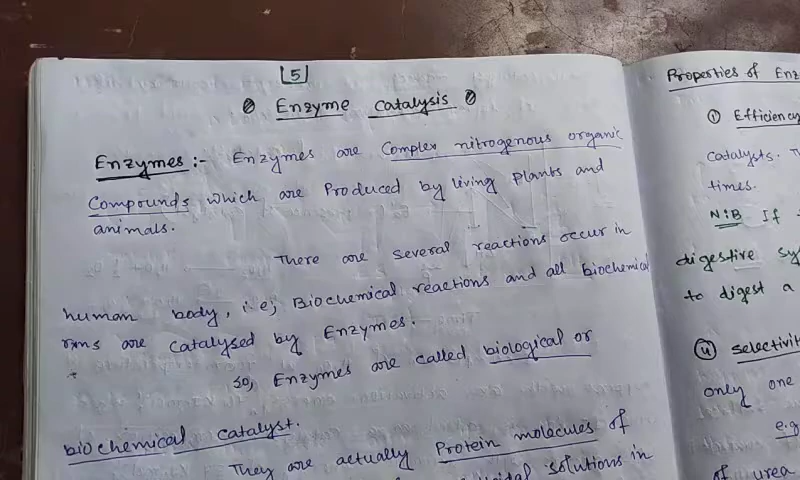 [5]
Enzyme catalysis
Enzymes :- Enzymes are complex nitrogenous organic
Compounds which are Produced by living plants and
animals.
There are several reactions occur in
human body, i.e; Biochemical reactions and all biochemical
rxns are catalysed by Enzymes.
so, Enzymes are called biological or
biochemical catalyst.
They are actually Protein molecules of
solutions in
Properties of Enz
① Efficiency
Catalysts.
times.
N:B If
digestive sy
to digest a
selectivit
only one
e.g
of urea